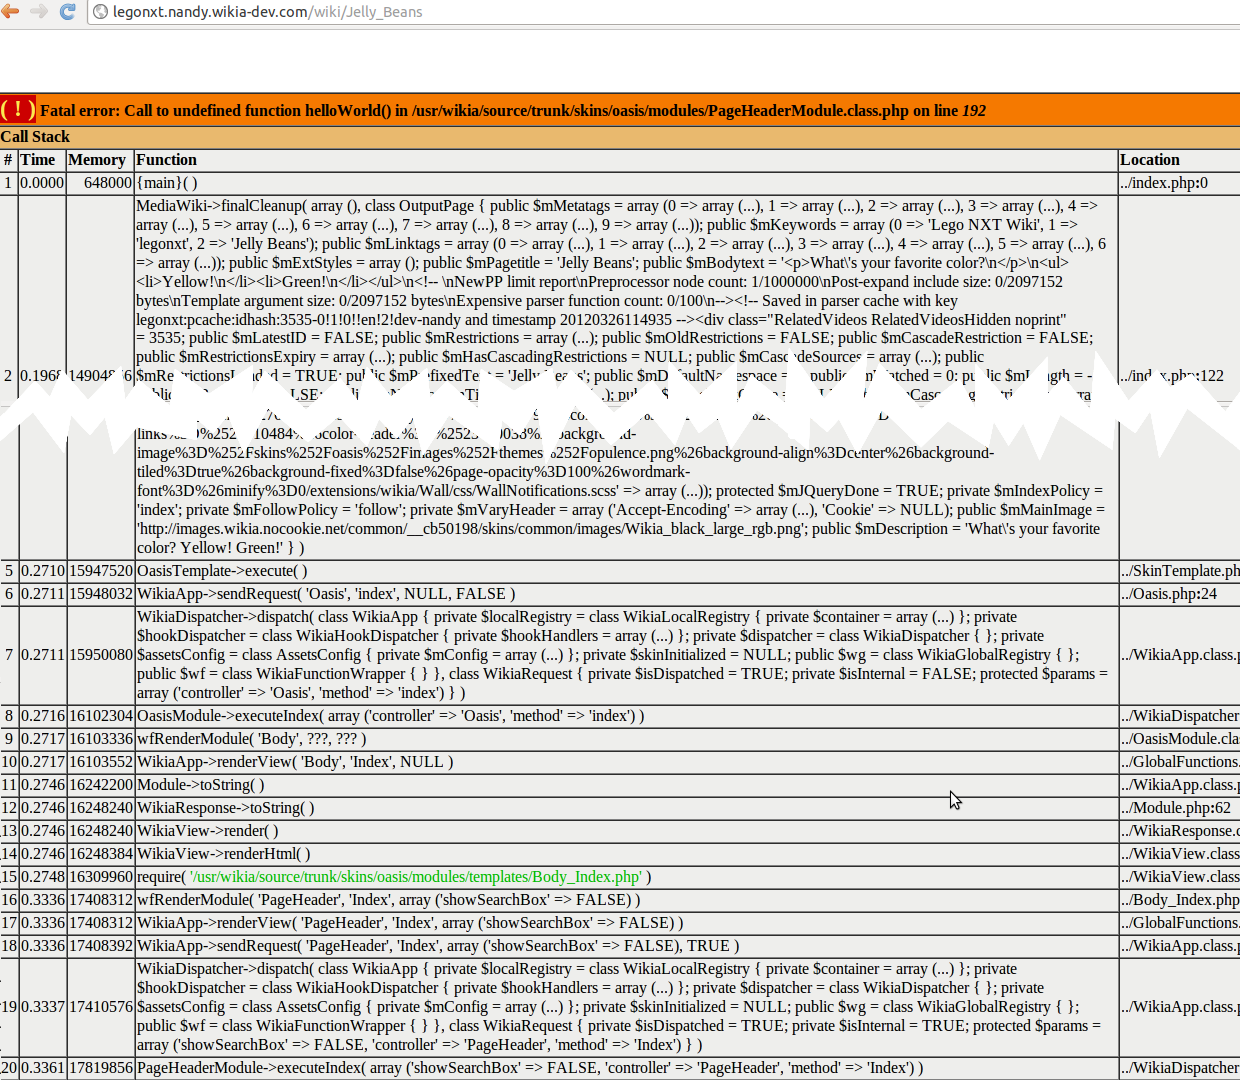 legonxt.nandy.wikia-dev.com/wiki/Jelly_Beans
( ! ) Fatal error: Call to undefined function helloWorld() in /usr/wikia/source/trunk/skins/oasis/modules/PageHeaderModule.class.php on line 192
Call Stack
# Time Memory Function Location
1 0.0000 648000 {main}( ) ../index.php:0
MediaWiki->finalCleanup( array (), class OutputPage { public $mMetatags = array (0 => array (...), 1 => array (...), 2 => array (...), 3 => array (...), 4 =>
array (...), 5 => array (...), 6 => array (...), 7 => array (...), 8 => array (...), 9 => array (...)); public $mKeywords = array (0 => 'Lego NXT Wiki', 1 =>
'legonxt', 2 => 'Jelly Beans'); public $mLinktags = array (0 => array (...), 1 => array (...), 2 => array (...), 3 => array (...), 4 => array (...), 5 => array (...), 6
=> array (...)); public $mExtStyles = array (); public $mPagetitle = 'Jelly Beans'; public $mBodytext = '<p>What\'s your favorite color?\n</p>\n<ul>
<li>Yellow!\n</li><li>Green!\n</li></ul>\n<!-- \nNewPP limit report\nPreprocessor node count: 1/1000000\nPost-expand include size: 0/2097152
bytes\nTemplate argument size: 0/2097152 bytes\nExpensive parser function count: 0/100\n--><!-- Saved in parser cache with key
legonxt:pcache:idhash:3535-0!1!0!!en!2!dev-nandy and timestamp 20120326114935 --><div class="RelatedVideos RelatedVideosHidden noprint"
= 3535; public $mLatestID = FALSE; public $mRestrictions = array (...); public $mOldRestrictions = FALSE; public $mCascadeRestriction = FALSE;
public $mRestrictionsExpiry = array (...); public $mHasCascadingRestrictions = NULL; public $mCascadeSources = array (...); public
2 = TRUE; public = 'Jelly Beans'; public = 0; public = - ../index.php:122
image%3D%252Fskins%252Foasis%252Fimages%252Fthemes%252Fopulence.png%26background-align%3Dcenter%26background-
tiled%3Dtrue%26background-fixed%3Dfalse%26page-opacity%3D100%26wordmark-
font%3D%26minify%3D0/extensions/wikia/Wall/css/WallNotifications.scss' => array (...)); protected $mJQueryDone = TRUE; private $mIndexPolicy =
'index'; private $mFollowPolicy = 'follow'; private $mVaryHeader = array ('Accept-Encoding' => array (...), 'Cookie' => NULL); public $mMainImage =
'http://images.wikia.nocookie.net/common/__cb50198/skins/common/images/Wikia_black_large_rgb.png'; public $mDescription = 'What\'s your favorite
color? Yellow! Green!' } )
5 0.2710 15947520 OasisTemplate->execute( ) ../SkinTemplate.ph
6 0.2711 15948032 WikiaApp->sendRequest( 'Oasis', 'index', NULL, FALSE ) ../Oasis.php:24
WikiaDispatcher->dispatch( class WikiaApp { private $localRegistry = class WikiaLocalRegistry { private $container = array (...) }; private
$hookDispatcher = class WikiaHookDispatcher { private $hookHandlers = array (...) }; private $dispatcher = class WikiaDispatcher { }; private
7 0.2711 15950080 $assetsConfig = class AssetsConfig { private $mConfig = array (...) }; private $skinInitialized = NULL; public $wg = class WikiaGlobalRegistry { }; ../WikiaApp.class.p
public $wf = class WikiaFunctionWrapper { } }, class WikiaRequest { private $isDispatched = TRUE; private $isInternal = FALSE; protected $params =
array ('controller' => 'Oasis', 'method' => 'index') } )
8 0.2716 16102304 OasisModule->executeIndex( array ('controller' => 'Oasis', 'method' => 'index') ) ../WikiaDispatcher
9 0.2717 16103336 wfRenderModule( 'Body', ???, ??? ) ../OasisModule.cla
10 0.2717 16103552 WikiaApp->renderView( 'Body', 'Index', NULL ) ../GlobalFunctions.
11 0.2746 16242200 Module->toString( ) ../WikiaApp.class.p
12 0.2746 16248240 WikiaResponse->toString( ) ../Module.php:62
13 0.2746 16248240 WikiaView->render( ) ../WikiaResponse.c
14 0.2746 16248384 WikiaView->renderHtml( ) ../WikiaView.class
15 0.2748 16309960 require( '/usr/wikia/source/trunk/skins/oasis/modules/templates/Body_Index.php' ) ../WikiaView.class
16 0.3336 17408312 wfRenderModule( 'PageHeader', 'Index', array ('showSearchBox' => FALSE) ) ../Body_Index.php
17 0.3336 17408312 WikiaApp->renderView( 'PageHeader', 'Index', array ('showSearchBox' => FALSE) ) ../GlobalFunctions.
18 0.3336 17408392 WikiaApp->sendRequest( 'PageHeader', 'Index', array ('showSearchBox' => FALSE), TRUE ) ../WikiaApp.class.p
WikiaDispatcher->dispatch( class WikiaApp { private $localRegistry = class WikiaLocalRegistry { private $container = array (...) }; private
$hookDispatcher = class WikiaHookDispatcher { private $hookHandlers = array (...) }; private $dispatcher = class WikiaDispatcher { }; private
19 0.3337 17410576 $assetsConfig = class AssetsConfig { private $mConfig = array (...) }; private $skinInitialized = NULL; public $wg = class WikiaGlobalRegistry { }; ../WikiaApp.class.p
public $wf = class WikiaFunctionWrapper { } }, class WikiaRequest { private $isDispatched = TRUE; private $isInternal = TRUE; protected $params =
array ('showSearchBox' => FALSE, 'controller' => 'PageHeader', 'method' => 'Index') } )
20 0.3361 17819856 PageHeaderModule->executeIndex( array ('showSearchBox' => FALSE, 'controller' => 'PageHeader', 'method' => 'Index') ) ../WikiaDispatcher